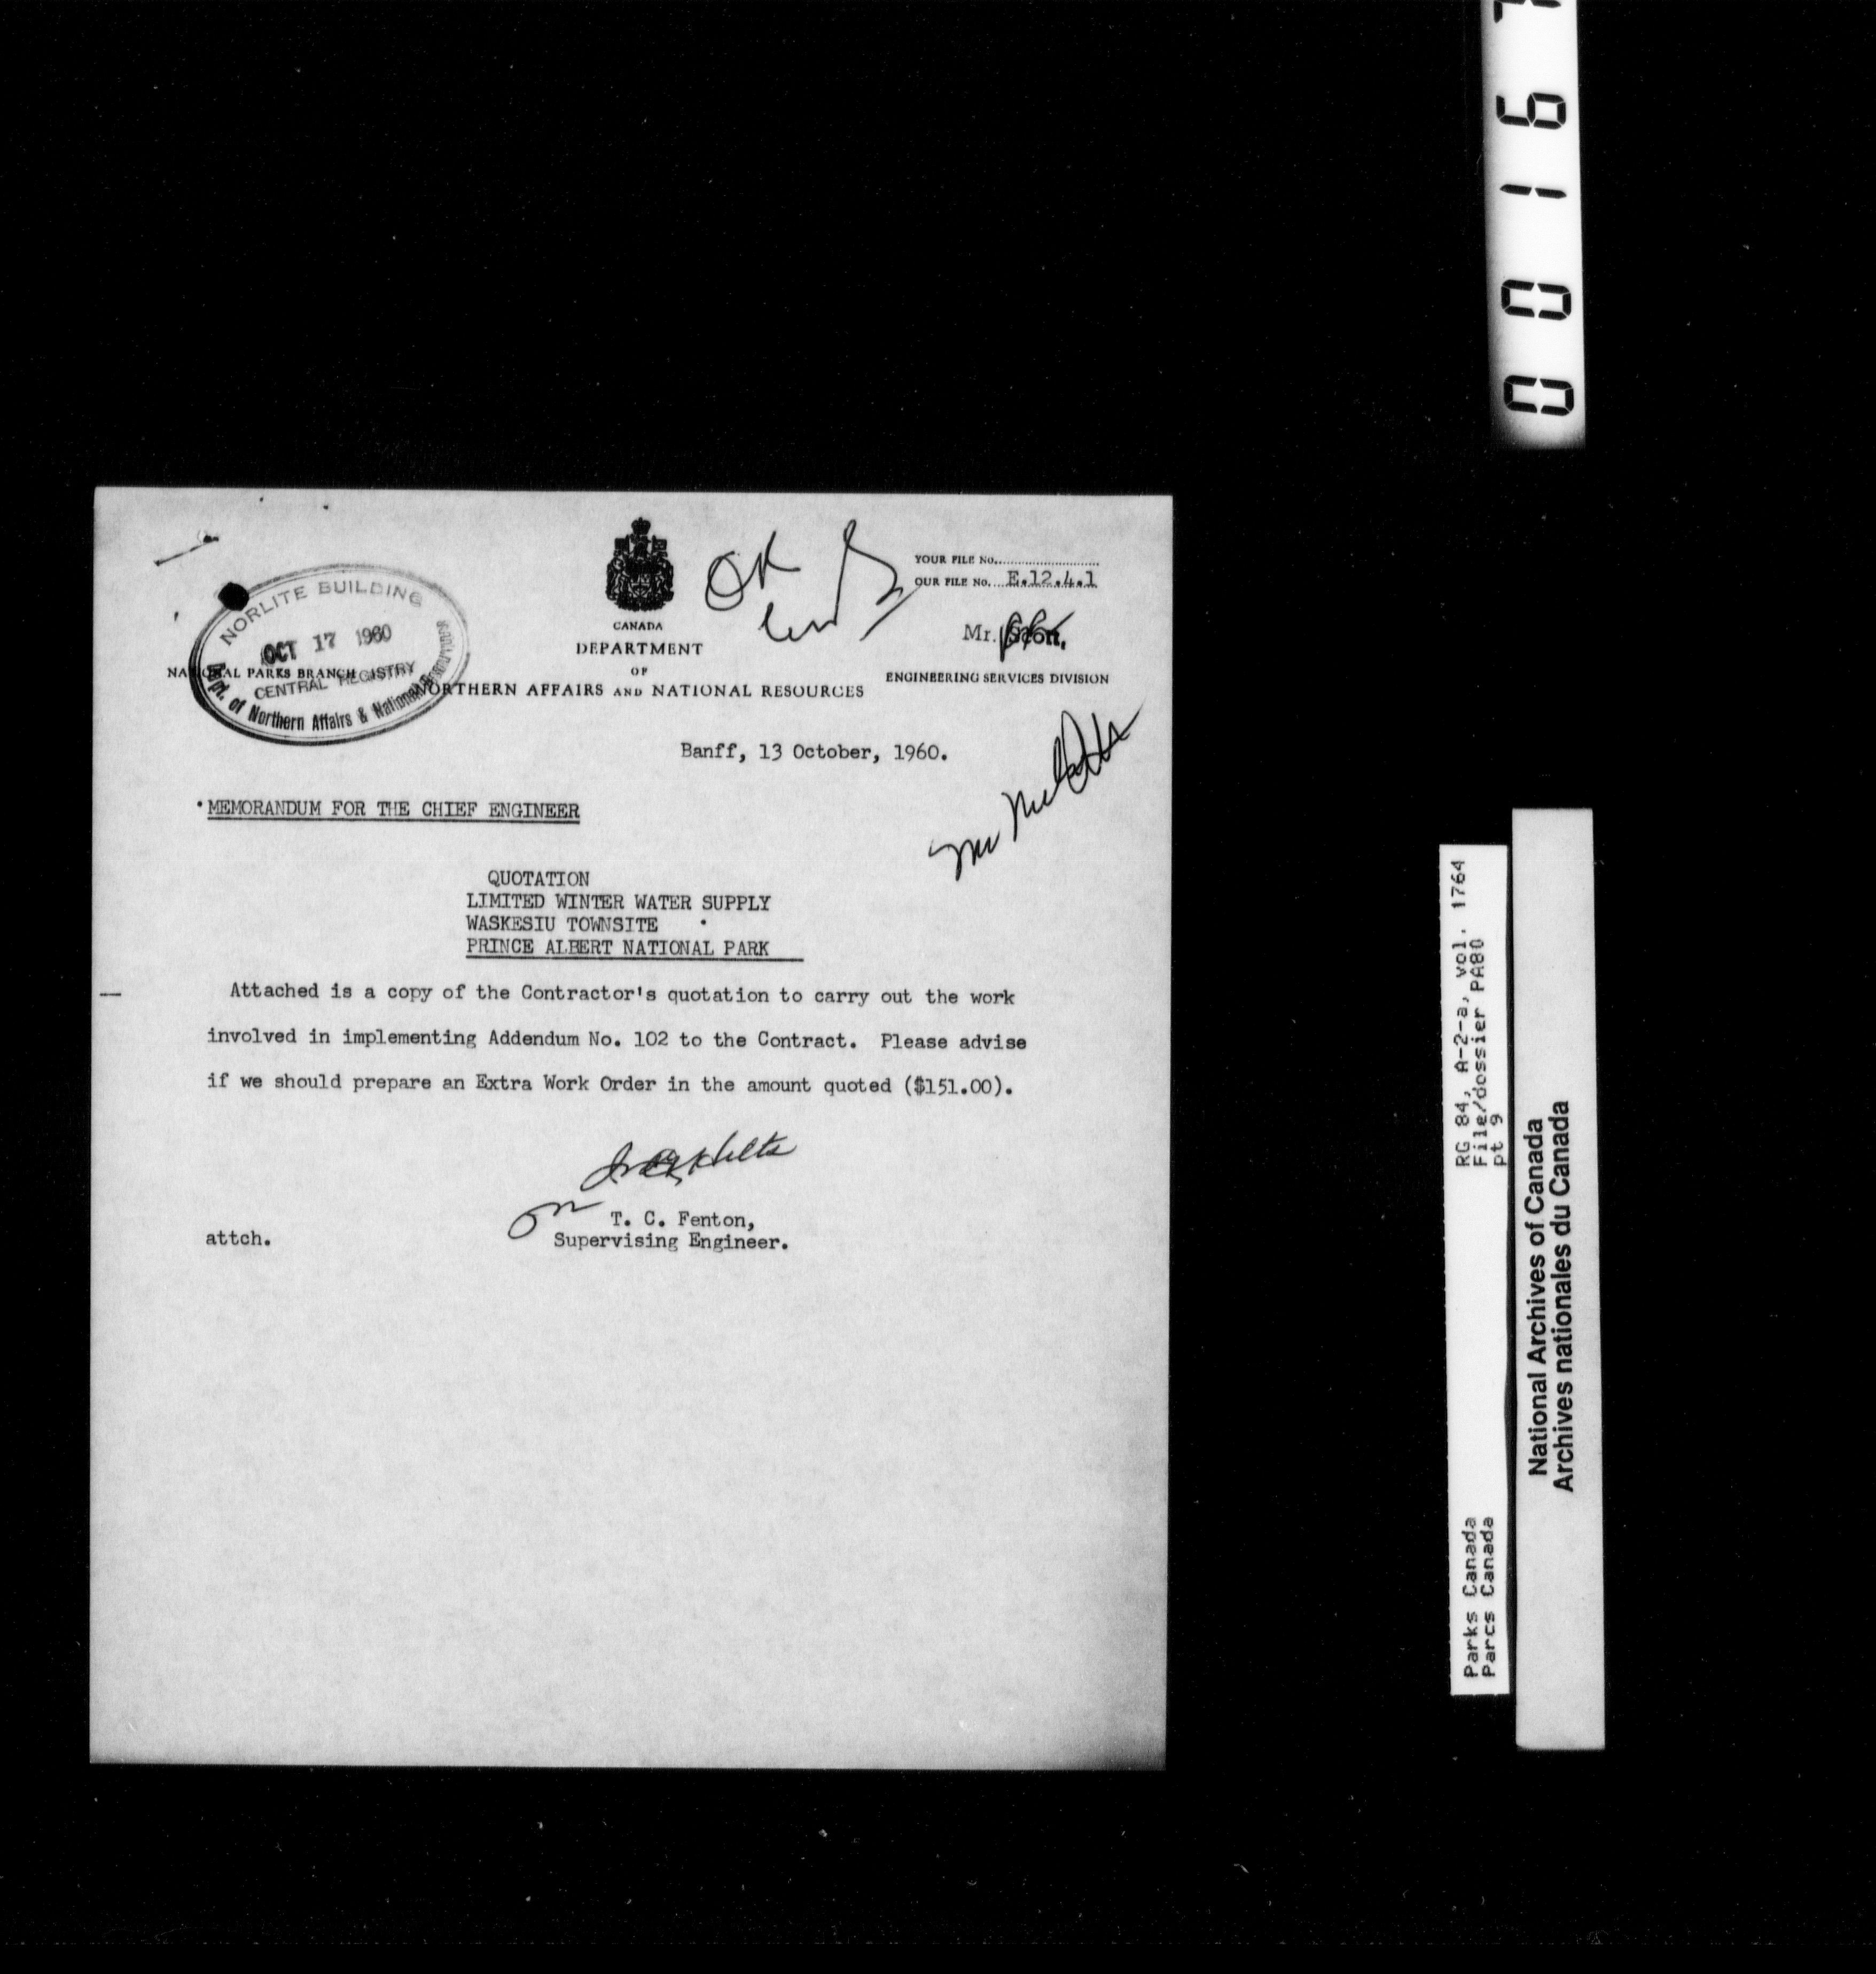 NORLITE BUILDING
OCT 17 1960
CENTRAL REGISTRY
Dept. of Northern Affairs & National Resources
CANADA
DEPARTMENT
OF
NORTHERN AFFAIRS AND NATIONAL RESOURCES
NATIONAL PARKS BRANCH
OK
YOUR FILE No.
OUR FILE No. E.12.4.1
Mr.
ENGINEERING SERVICES DIVISION
Banff, 13 October, 1960.
MEMORANDUM FOR THE CHIEF ENGINEER
QUOTATION
LIMITED WINTER WATER SUPPLY
WASKESIU TOWNSITE
PRINCE ALBERT NATIONAL PARK
Attached is a copy of the Contractor's quotation to carry out the work
involved in implementing Addendum No. 102 to the Contract. Please advise
if we should prepare an Extra Work Order in the amount quoted ($151.00).
T. C. Fenton,
Supervising Engineer.
attch.
Parks Canada
Parcs Canada
RG 84, A-2-a, vol. 1764
File/dossier PA80
pt 9
National Archives of Canada
Archives nationales du Canada